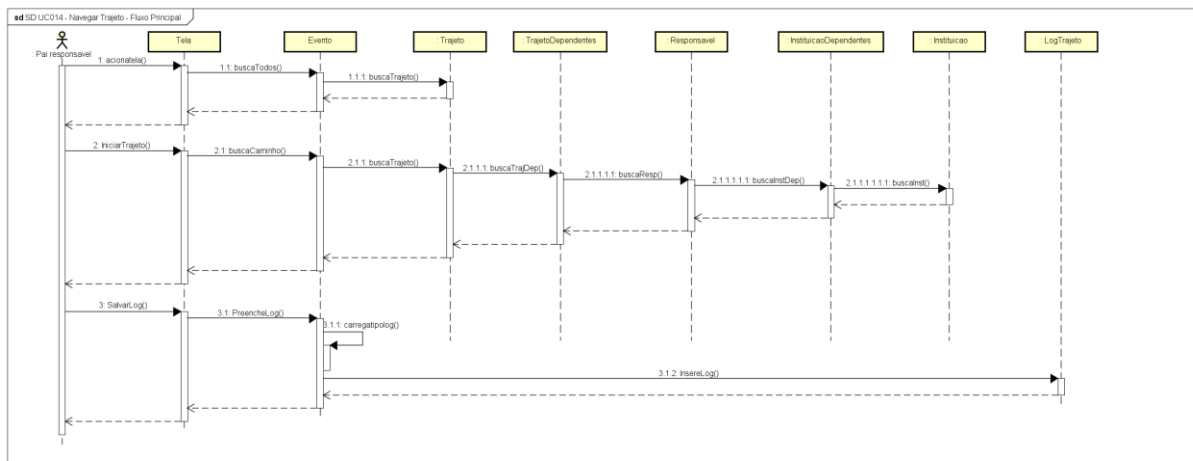 sd SD UC014 - Navegar Trajeto - Fluxo Principal
: Pai responsavel
Tela
Evento
: Trajeto
: TrajetoDependentes
: Responsavel
: InstituicaoDependentes
Instituicao
: LogTrajeto
1: acionatela()
1.1: buscaTodos()
1.1.1: buscaTrajeto()
2: IniciarTrajeto()
2.1: buscaCaminho()
2.1.1: buscaTrajeto()
2.1.1.1: buscaTrajDep()
2.1.1.1.1: buscaResp()
2.1.1.1.1.1: buscaInstDep()
2.1.1.1.1.1.1: buscaInst()
3: SalvarLog()
3.1: PreencheLog()
3.1.1: carregatipolog()
3.1.2: InsereLog()